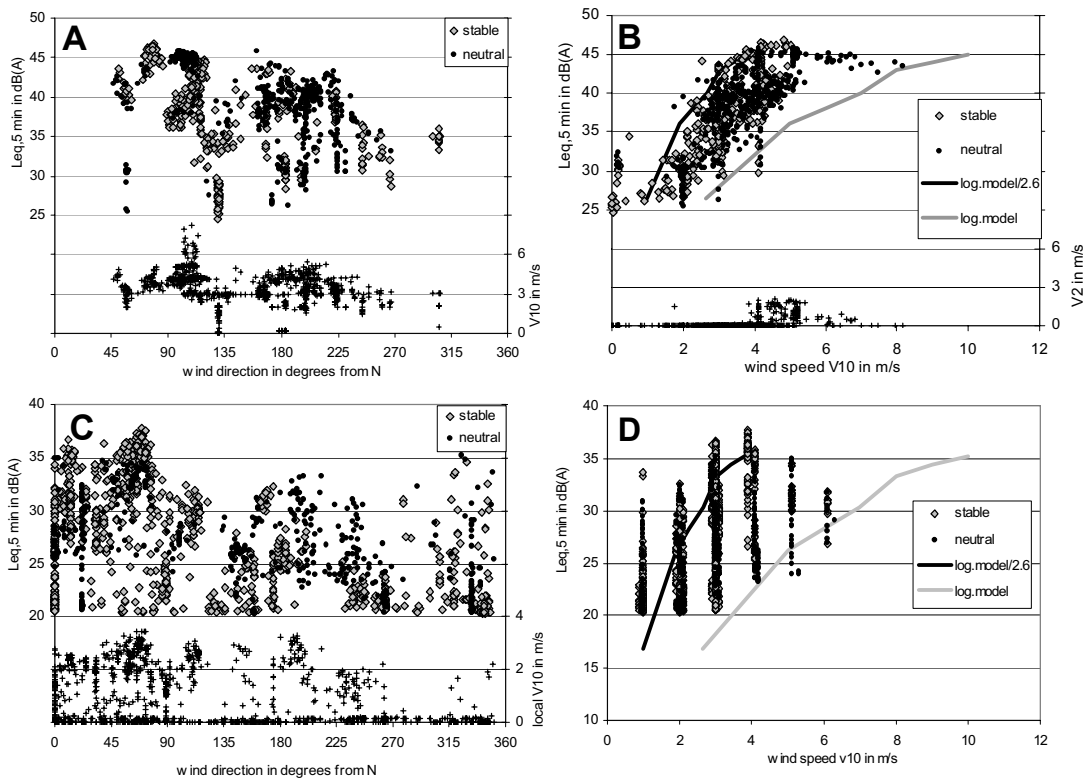 A
stable
neutral
Leq,5 min in dB(A)
50
45
40
35
30
25
6
3
0
V10 in m/s
0 45 90 135 180 225 270 315 360
wind direction in degrees from N
B
Leq,5 min in dB(A)
50
45
40
35
30
25
stable
neutral
log.model/2.6
log.model
6
3
0
V2 in m/s
0 2 4 6 8 10 12
wind speed V10 in m/s
C
stable
neutral
Leq,5 min in dB(A)
40
35
30
25
20
4
2
0
local V10 in m/s
0 45 90 135 180 225 270 315 360
wind direction in degrees from N
D
Leq,5 min in dB(A)
40
35
30
25
20
15
10
stable
neutral
log.model/2.6
log.model
0 2 4 6 8 10 12
wind speed v10 in m/s